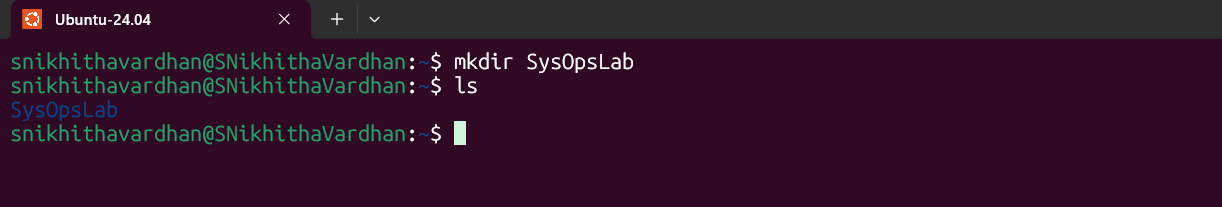 Ubuntu-24.04
snikhithavardhan@SNikhithaVardhan:~$ mkdir SysOpsLab
snikhithavardhan@SNikhithaVardhan:~$ ls
SysOpsLab
snikhithavardhan@SNikhithaVardhan:~$